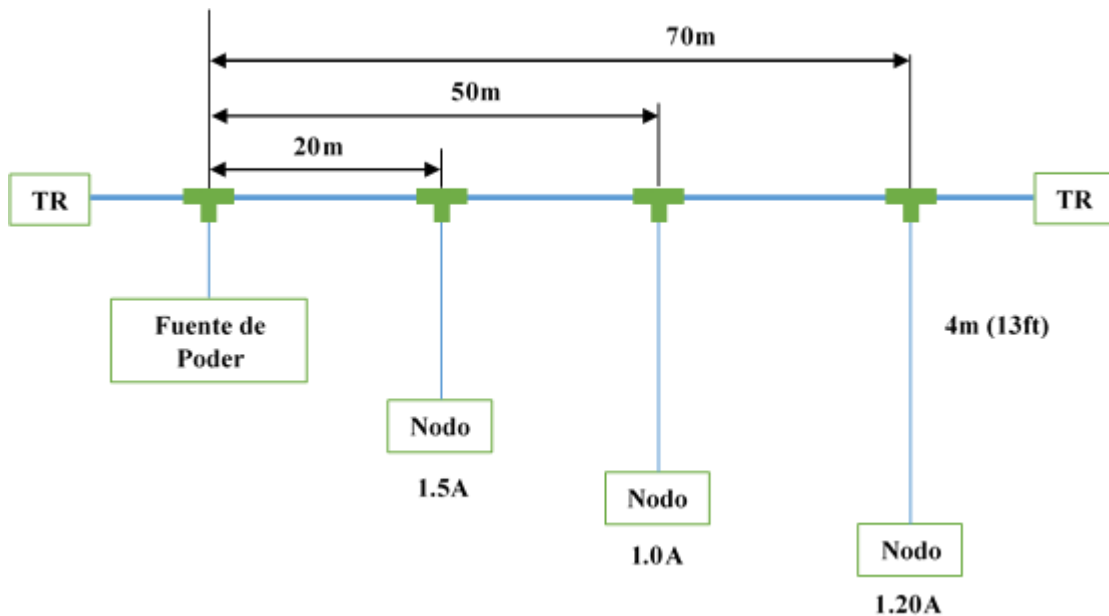 70m
50m
20m
TR
TR
Fuente de
Poder
4m (13ft)
Nodo
1.5A
Nodo
1.0A
Nodo
1.20A